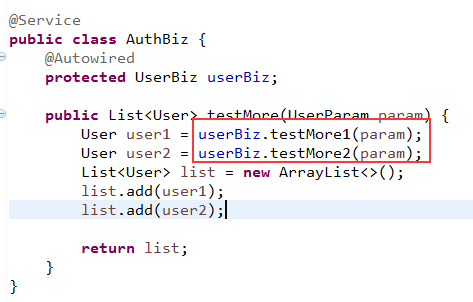 @Service
public class AuthBiz {
@Autowired
protected UserBiz userBiz;
public List<User> testMore(UserParam param) {
User user1 = userBiz.testMore1(param);
User user2 = userBiz.testMore2(param);
List<User> list = new ArrayList<>();
list.add(user1);
list.add(user2);
return list;
}
}